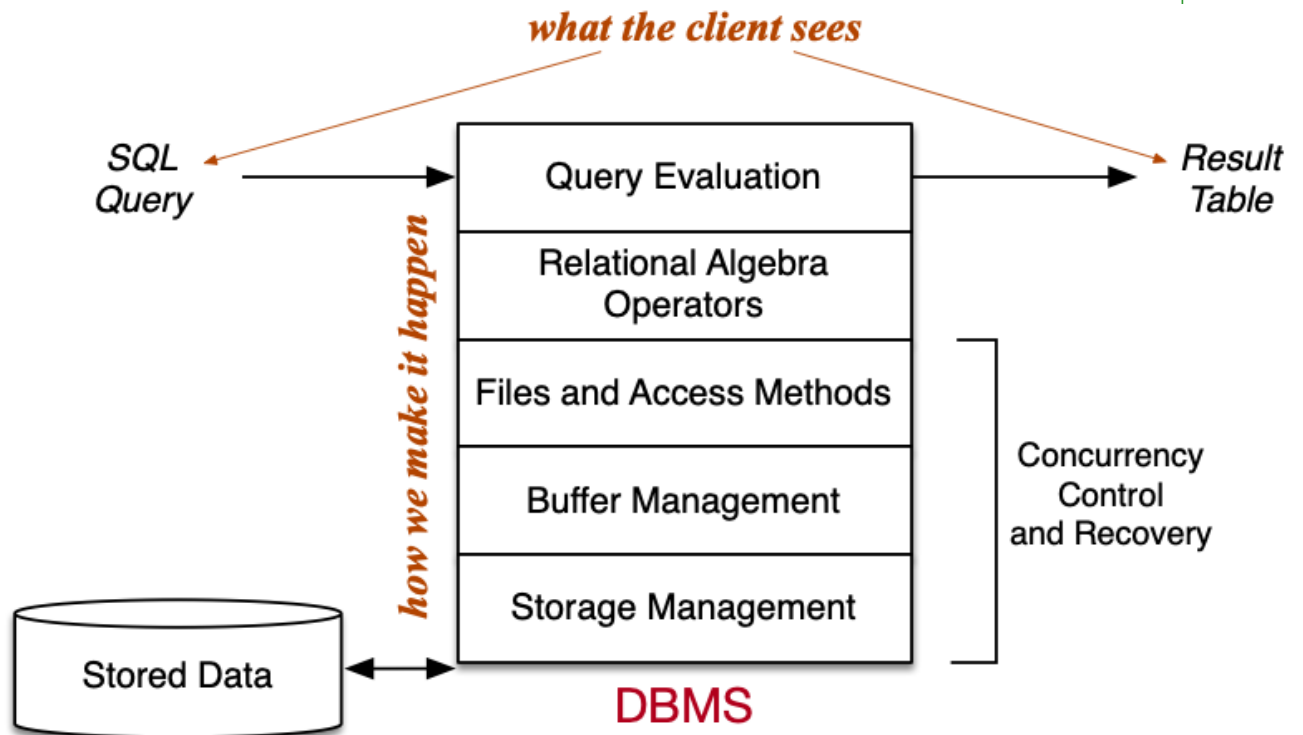 what the client sees
SQL
Query
Query Evaluation
Result
Table
how we make it happen
Relational Algebra
Operators
Files and Access Methods
Buffer Management
Storage Management
Concurrency
Control
and Recovery
Stored Data
DBMS